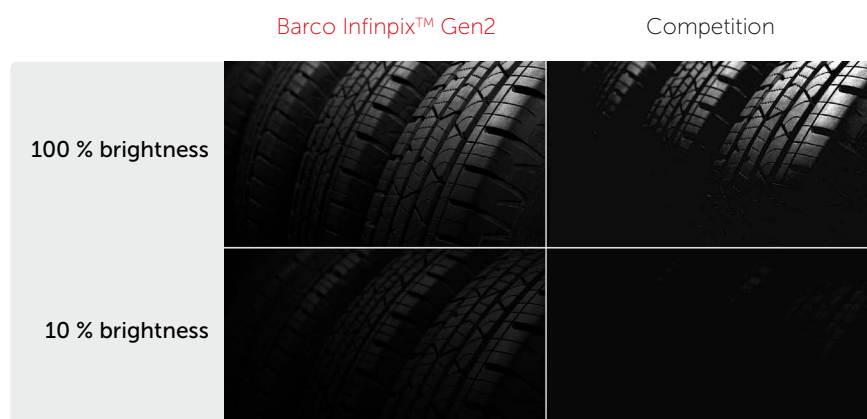 Barco Infinpix™ Gen2
Competition
100 % brightness
10 % brightness